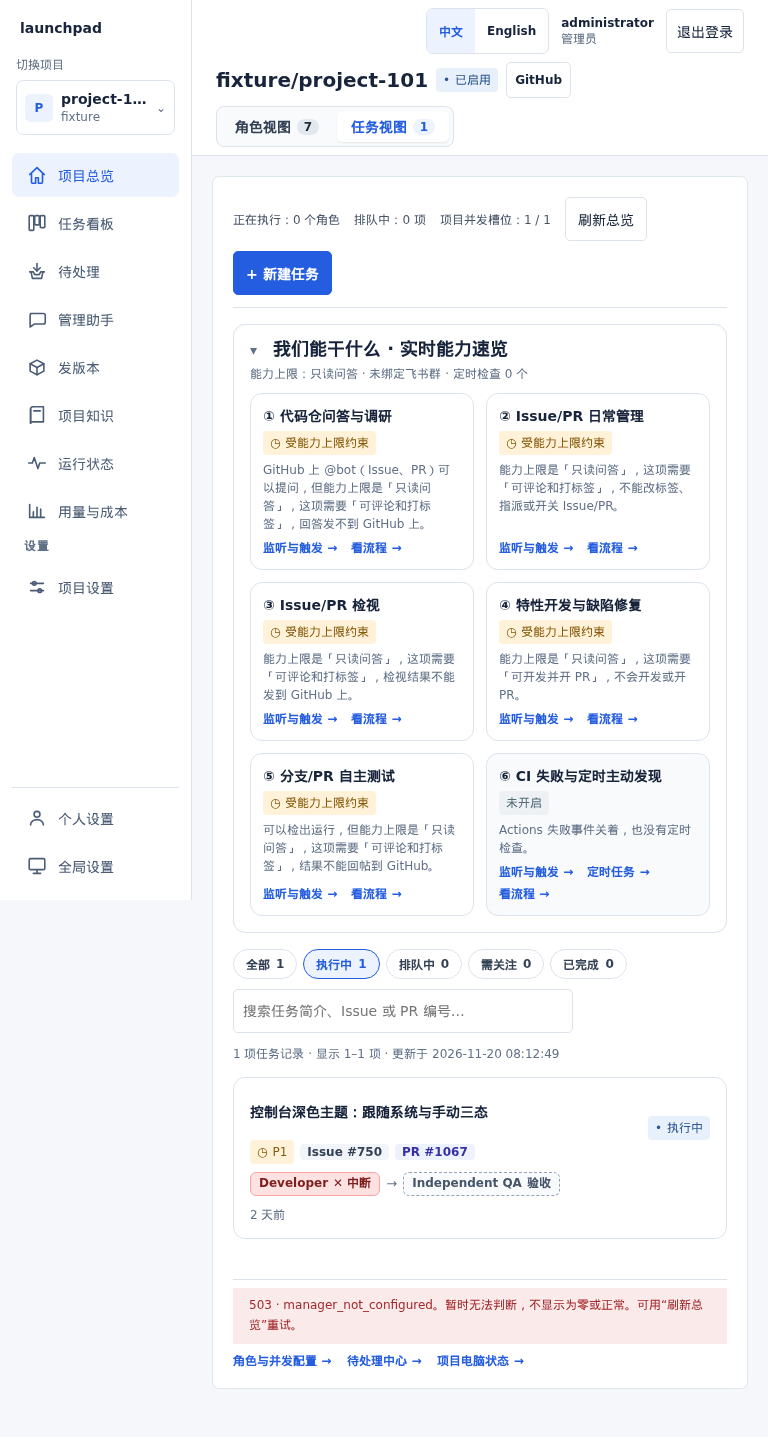 launchpad
切换项目
P
project-1…
fixture
项目总览
任务看板
待处理
管理助手
发版本
项目知识
运行状态
用量与成本
设置
项目设置
个人设置
全局设置
中文 English
administrator
管理员
退出登录
fixture/project-101 • 已启用 GitHub
角色视图 7 任务视图 1
正在执行：0 个角色 排队中：0 项 项目并发槽位：1 / 1 刷新总览
+ 新建任务
▾ 我们能干什么 · 实时能力速览
能力上限：只读问答 · 未绑定飞书群 · 定时检查 0 个
① 代码仓问答与调研
◷ 受能力上限约束
GitHub 上 @bot（Issue、PR）可
以提问，但能力上限是「只读问
答」，这项需要「可评论和打标
签」，回答发不到 GitHub 上。
监听与触发 → 看流程 →
② Issue/PR 日常管理
◷ 受能力上限约束
能力上限是「只读问答」，这项需要
「可评论和打标签」，不能改标签、
指派或开关 Issue/PR。
监听与触发 → 看流程 →
③ Issue/PR 检视
◷ 受能力上限约束
能力上限是「只读问答」，这项需要
「可评论和打标签」，检视结果不能
发到 GitHub 上。
监听与触发 → 看流程 →
④ 特性开发与缺陷修复
◷ 受能力上限约束
能力上限是「只读问答」，这项需要
「可开发并开 PR」，不会开发或开
PR。
监听与触发 → 看流程 →
⑤ 分支/PR 自主测试
◷ 受能力上限约束
可以检出运行，但能力上限是「只读
问答」，这项需要「可评论和打标
签」，结果不能回帖到 GitHub。
监听与触发 → 看流程 →
⑥ CI 失败与定时主动发现
未开启
Actions 失败事件关着，也没有定时
检查。
监听与触发 → 定时任务 →
看流程 →
全部 1 执行中 1 排队中 0 需关注 0 已完成 0
搜索任务简介、Issue 或 PR 编号…
1 项任务记录 · 显示 1–1 项 · 更新于 2026-11-20 08:12:49
控制台深色主题：跟随系统与手动三态
• 执行中
◷ P1 Issue #750 PR #1067
Developer × 中断 → Independent QA 验收
2 天前
503 · manager_not_configured。暂时无法判断，不显示为零或正常。可用“刷新总
览”重试。
角色与并发配置 → 待处理中心 → 项目电脑状态 →